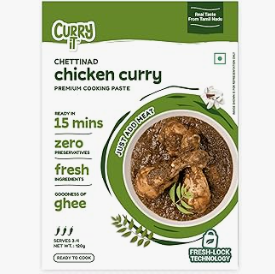 CURRY
iT
Real Taste
From Tamil Nadu
CHETTINAD
chicken curry
PREMIUM COOKING PASTE
READY IN
15 mins
zero
PRESERVATIVES
fresh
INGREDIENTS
GOODNESS OF
ghee
JUST ADD MEAT
SERVES 3-4
NET WT. : 120g
READY TO COOK
FRESH-LOCK
TECHNOLOGY